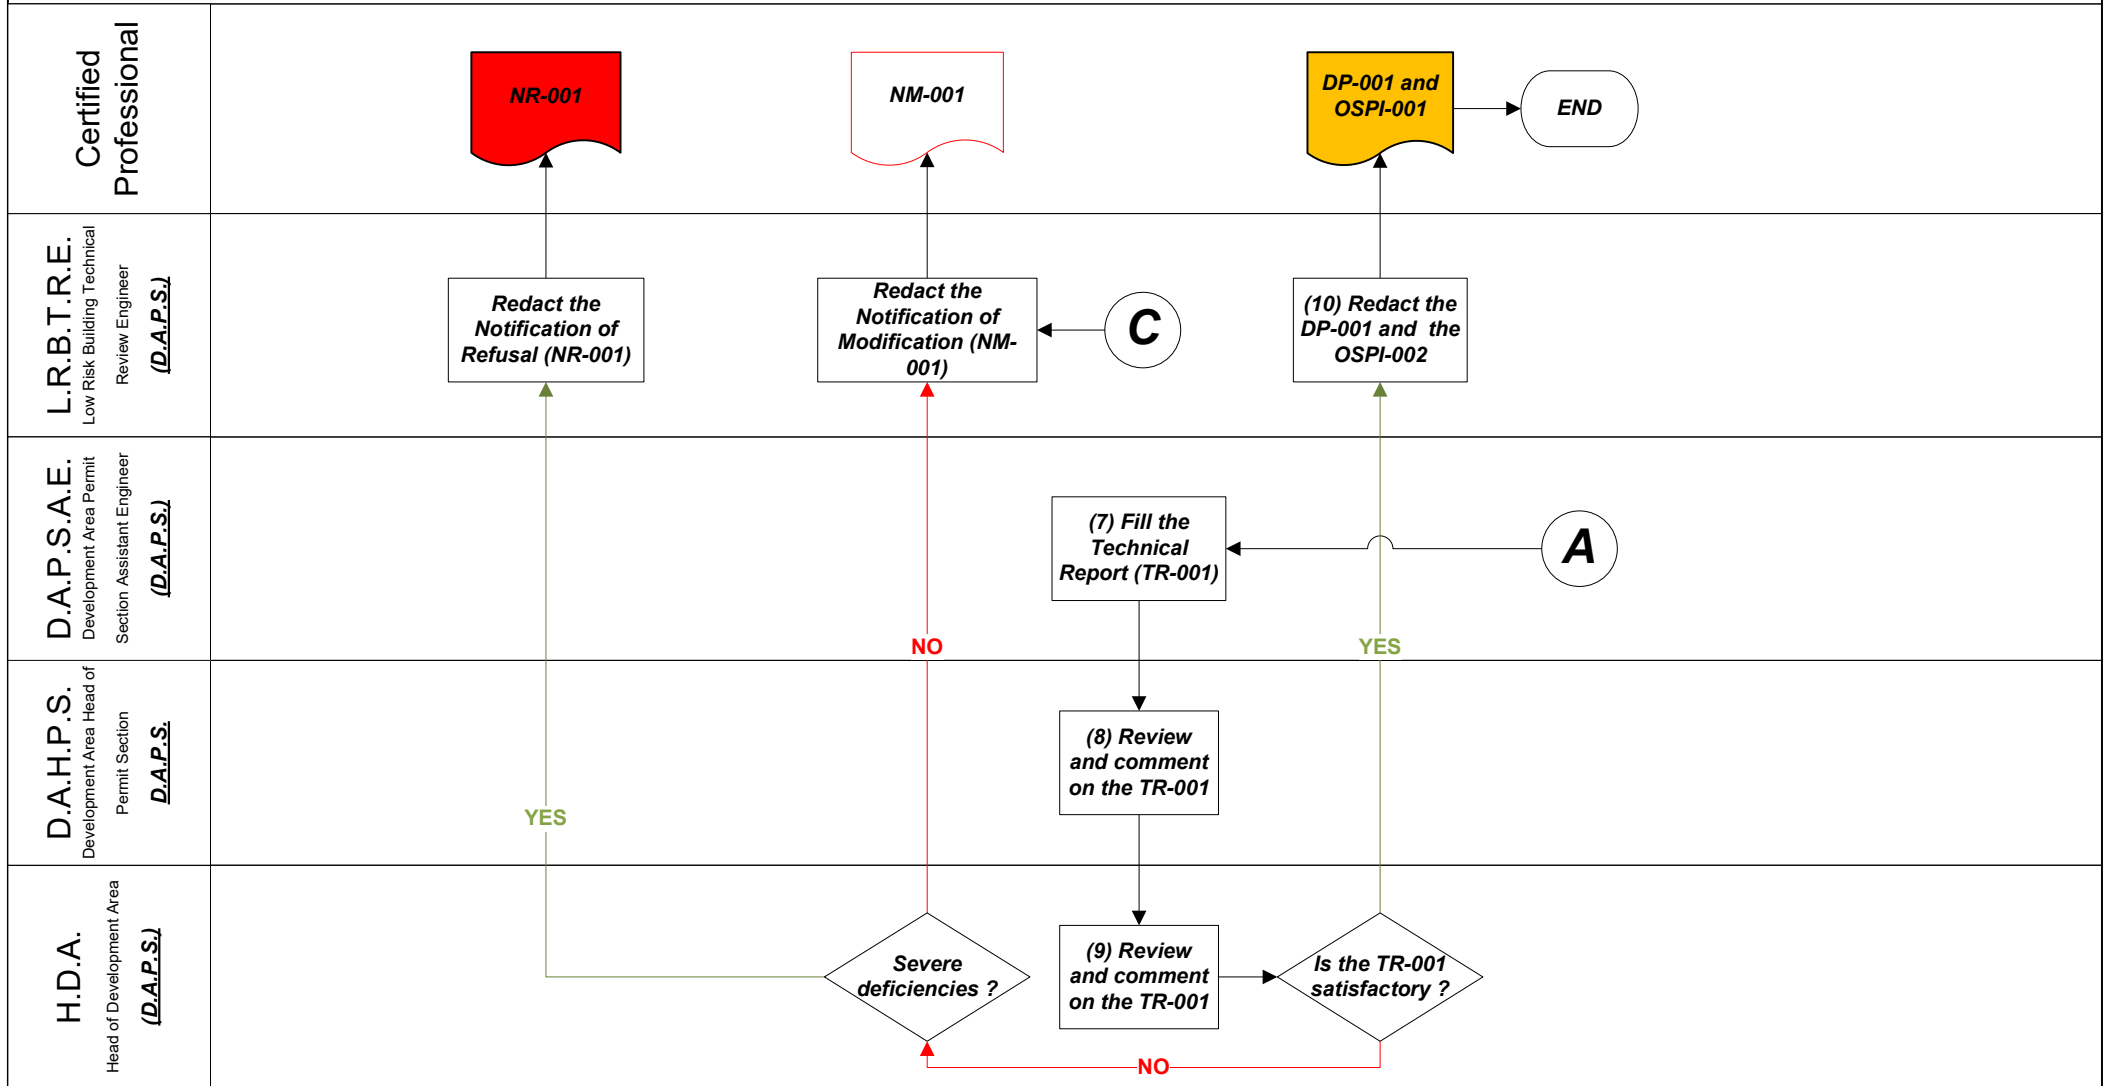 Certified
Professional
NR-001
NM-001
DP-001 and
OSPI-001
END
L.R.B.T.R.E.
Low Risk Building Technical
Review Engineer
(D.A.P.S.)
Redact the
Notification of
Refusal (NR-001)
Redact the
Notification of
Modification (NM-
001)
C
(10) Redact the
DP-001 and the
OSPI-002
D.A.P.S.A.E.
Development Area Permit
Section Assistant Engineer
(D.A.P.S.)
(7) Fill the
Technical
Report (TR-001)
A
NO
YES
D.A.H.P.S.
Development Area Head of
Permit Section
D.A.P.S.
(8) Review
and comment
on the TR-001
YES
H.D.A.
Head of Development Area
(D.A.P.S.)
Severe
deficiencies ?
(9) Review
and comment
on the TR-001
Is the TR-001
satisfactory ?
NO